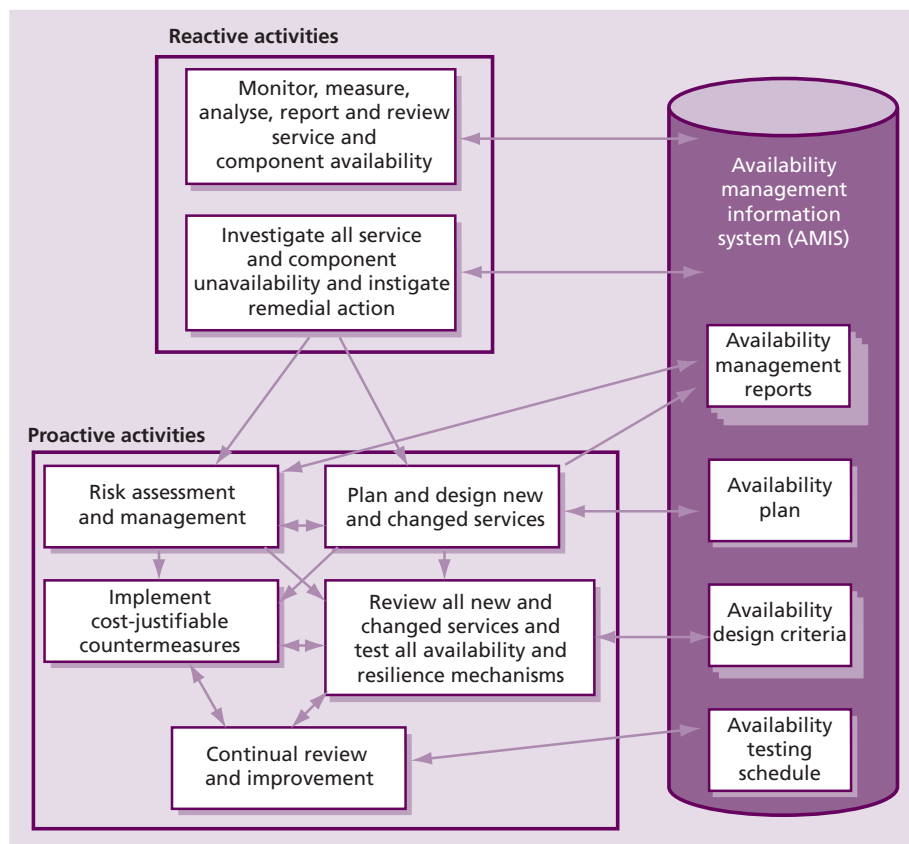 Reactive activities
Monitor, measure,
analyse, report and review
service and
component availability
Investigate all service
and component
unavailability and instigate
remedial action
Proactive activities
Risk assessment
and management
Plan and design new
and changed services
Implement
cost-justifiable
countermeasures
Review all new and
changed services and
test all availability and
resilience mechanisms
Continual review
and improvement
Availability
management
information
system (AMIS)
Availability
management
reports
Availability
plan
Availability
design criteria
Availability
testing
schedule